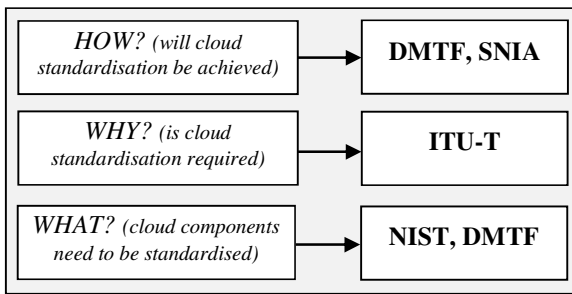 HOW? (will cloud
standardisation be achieved)
DMTF, SNIA
WHY? (is cloud
standardisation required)
ITU-T
WHAT? (cloud components
need to be standardised)
NIST, DMTF